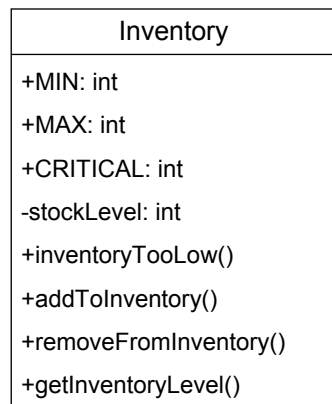 Inventory
+MIN: int
+MAX: int
+CRITICAL: int
-stockLevel: int
+inventoryTooLow()
+addToInventory()
+removeFromInventory()
+getInventoryLevel()